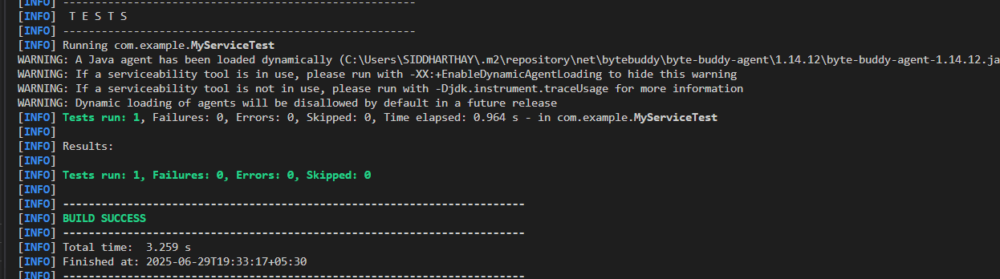 [INFO] -------------------------------------------------------
[INFO]  T E S T S
[INFO] -------------------------------------------------------
[INFO] Running com.example.MyServiceTest
WARNING: A Java agent has been loaded dynamically (C:\Users\SIDDHARTHAY\.m2\repository\net\bytebuddy\byte-buddy-agent\1.14.12\byte-buddy-agent-1.14.12.ja
WARNING: If a serviceability tool is in use, please run with -XX:+EnableDynamicAgentLoading to hide this warning
WARNING: If a serviceability tool is not in use, please run with -Djdk.instrument.traceUsage for more information
WARNING: Dynamic loading of agents will be disallowed by default in a future release
[INFO] Tests run: 1, Failures: 0, Errors: 0, Skipped: 0, Time elapsed: 0.964 s - in com.example.MyServiceTest
[INFO]
[INFO] Results:
[INFO]
[INFO] Tests run: 1, Failures: 0, Errors: 0, Skipped: 0
[INFO]
[INFO] ------------------------------------------------------------------------
[INFO] BUILD SUCCESS
[INFO] ------------------------------------------------------------------------
[INFO] Total time:  3.259 s
[INFO] Finished at: 2025-06-29T19:33:17+05:30
[INFO] ------------------------------------------------------------------------